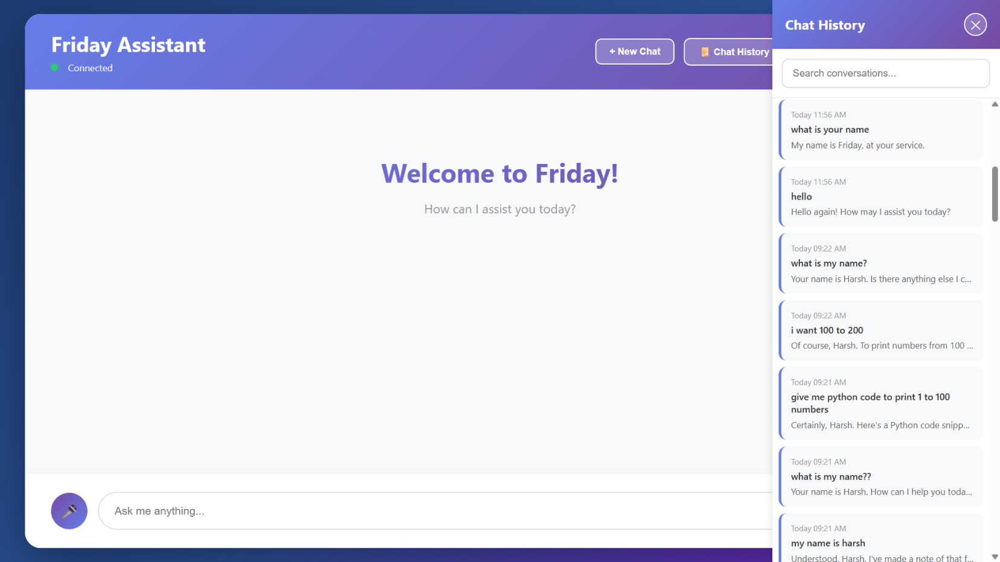 Friday Assistant
Connected
+ New Chat
Chat History
Welcome to Friday!
How can I assist you today?
Ask me anything...
Chat History
Search conversations...
Today 11:56 AM
what is your name
My name is Friday, at your service.
Today 11:56 AM
hello
Hello again! How may I assist you today?
Today 09:22 AM
what is my name?
Your name is Harsh. Is there anything else I c...
Today 09:22 AM
i want 100 to 200
Of course, Harsh. To print numbers from 100 ...
Today 09:21 AM
give me python code to print 1 to 100
numbers
Certainly, Harsh. Here's a Python code snipp...
Today 09:21 AM
what is my name??
Your name is Harsh. How can I help you toda...
Today 09:21 AM
my name is harsh
Understood, Harsh. I've made a note of that f...